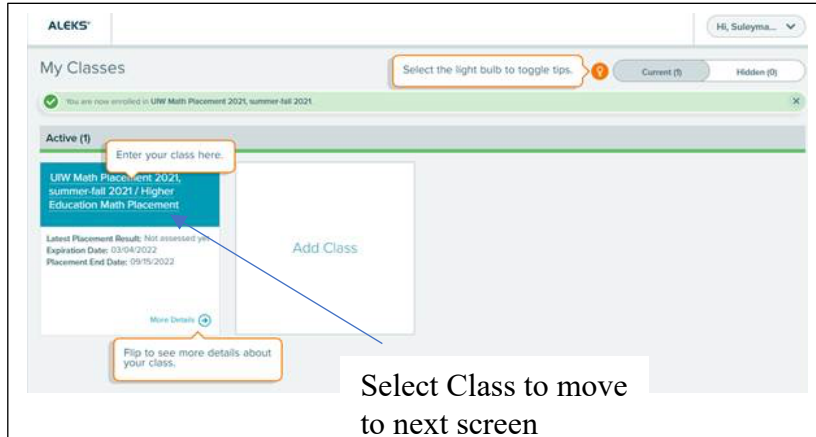 ALEKS®
Hi, Suleyma...
My Classes
Select the light bulb to toggle tips.
Current (1)
Hidden (0)
You are now enrolled in UIW Math Placement 2021, summer-fall 2021
Active (1)
Enter your class here.
UIW Math Placement 2021,
summer-fall 2021 / Higher
Education Math Placement
Latest Placement Result: Not assessed yet
Expiration Date: 03/04/2022
Placement End Date: 09/15/2022
Add Class
More Details
Flip to see more details about
your class.
Select Class to move
to next screen